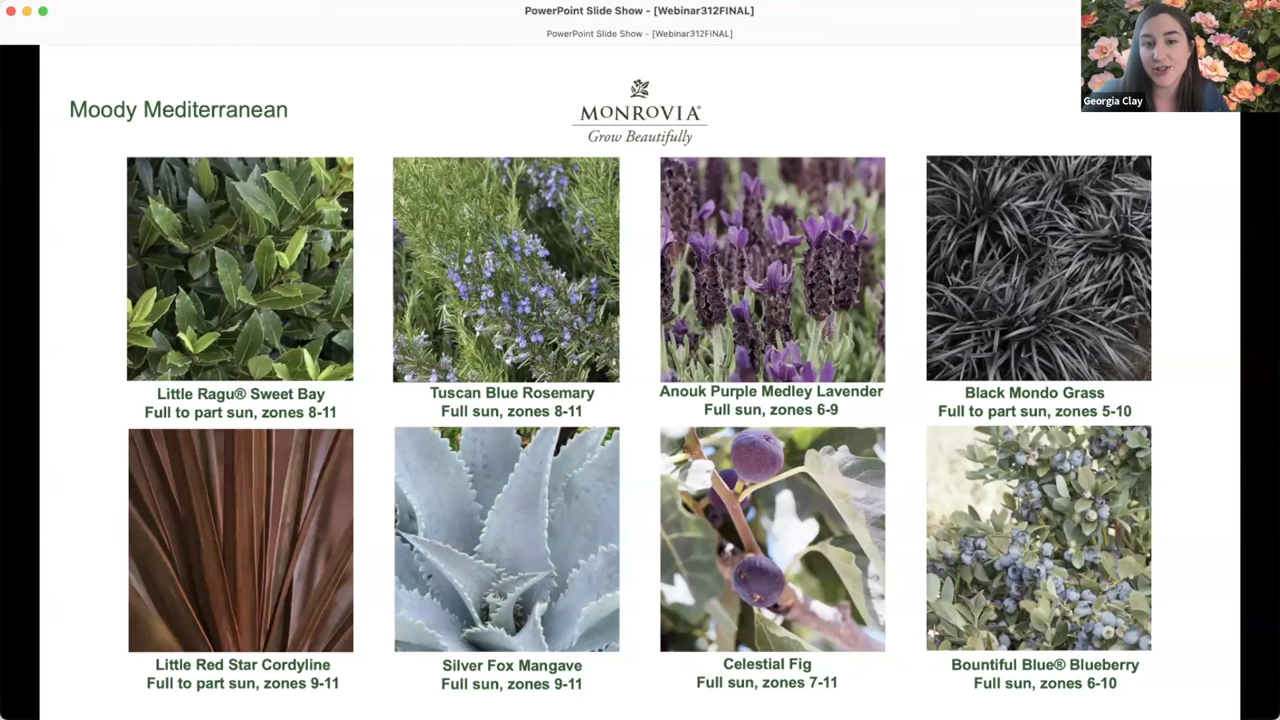 PowerPoint Slide Show - [Webinar312FINAL]
PowerPoint Slide Show - [Webinar312FINAL]
Georgia Clay
Moody Mediterranean
MONROVIA®
Grow Beautifully
Little Ragu® Sweet Bay
Full to part sun, zones 8-11
Tuscan Blue Rosemary
Full sun, zones 8-11
Anouk Purple Medley Lavender
Full sun, zones 6-9
Black Mondo Grass
Full to part sun, zones 5-10
Little Red Star Cordyline
Full to part sun, zones 9-11
Silver Fox Mangave
Full sun, zones 9-11
Celestial Fig
Full sun, zones 7-11
Bountiful Blue® Blueberry
Full sun, zones 6-10